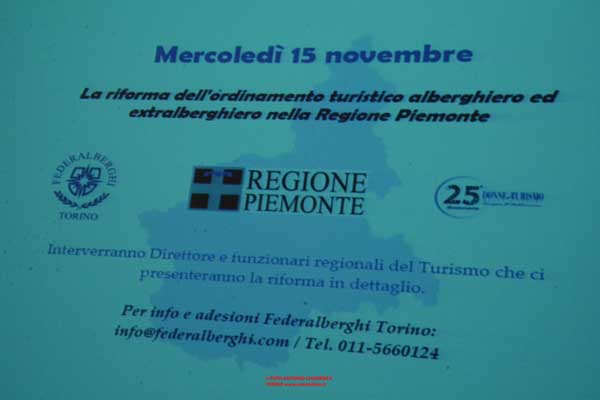 Mercoledì 15 novembre
La riforma dell'ordinamento turistico alberghiero ed
extralberghiero nella Regione Piemonte
FEDERALBERGHI
TORINO
REGIONE
PIEMONTE
25°
DONNE TURISMO
Interverranno Direttore e funzionari regionali del Turismo che ci
presenteranno la riforma in dettaglio.
Per info e adesioni Federalberghi Torino:
info@federalberghi.com / Tel. 011-5660124